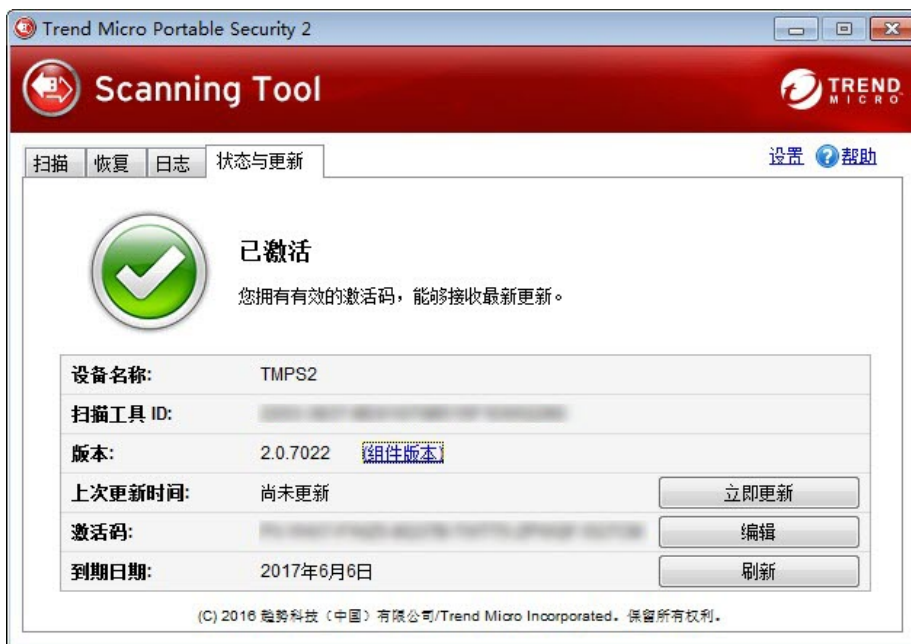 Trend Micro Portable Security 2
Scanning Tool
TREND
MICRO
扫描 恢复 日志 状态与更新 设置 帮助
已激活
您拥有有效的激活码，能够接收最新更新。
设备名称: TMPS2
扫描工具 ID:
版本: 2.0.7022 (组件版本)
上次更新时间: 尚未更新 立即更新
激活码: 编辑
到期日期: 2017年6月6日 刷新
(C) 2016 趋势科技（中国）有限公司/Trend Micro Incorporated。保留所有权利。